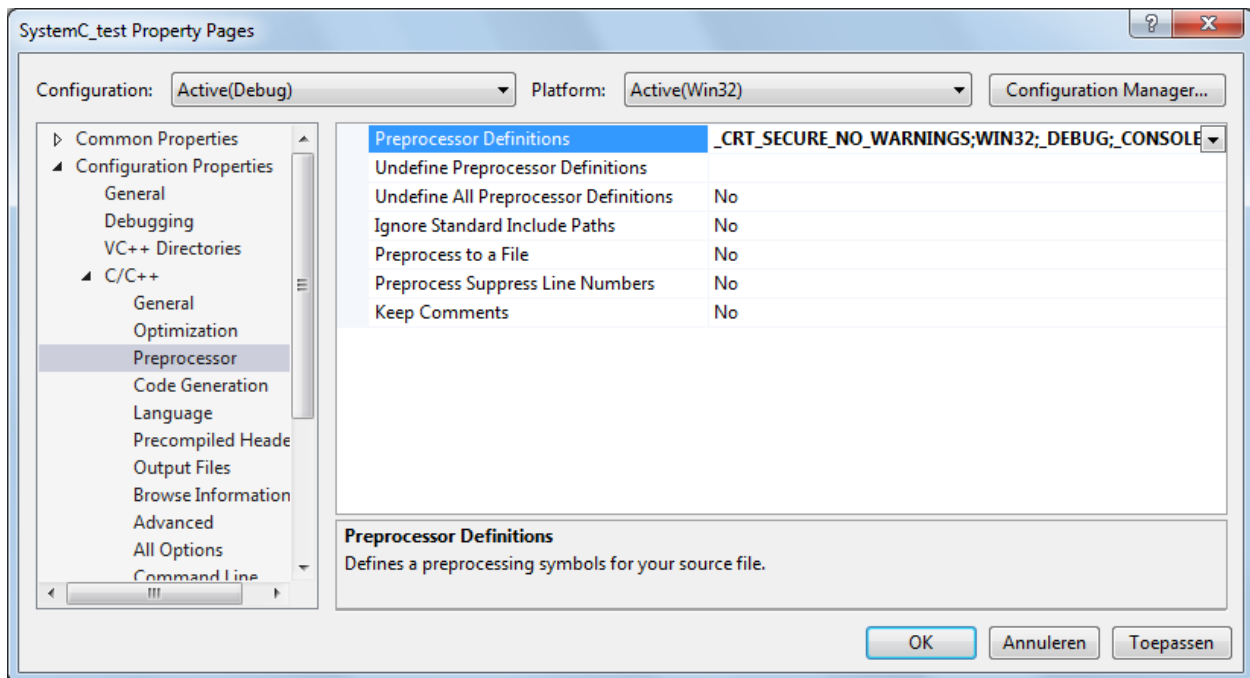 SystemC_test Property Pages
Configuration: Active(Debug) Platform: Active(Win32) Configuration Manager...
Common Properties
Configuration Properties
General
Debugging
VC++ Directories
C/C++
General
Optimization
Preprocessor
Code Generation
Language
Precompiled Heade
Output Files
Browse Information
Advanced
All Options
Command Line
Preprocessor Definitions _CRT_SECURE_NO_WARNINGS;WIN32;_DEBUG;_CONSOLE
Undefine Preprocessor Definitions
Undefine All Preprocessor Definitions No
Ignore Standard Include Paths No
Preprocess to a File No
Preprocess Suppress Line Numbers No
Keep Comments No
Preprocessor Definitions
Defines a preprocessing symbols for your source file.
OK Annuleren Toepassen